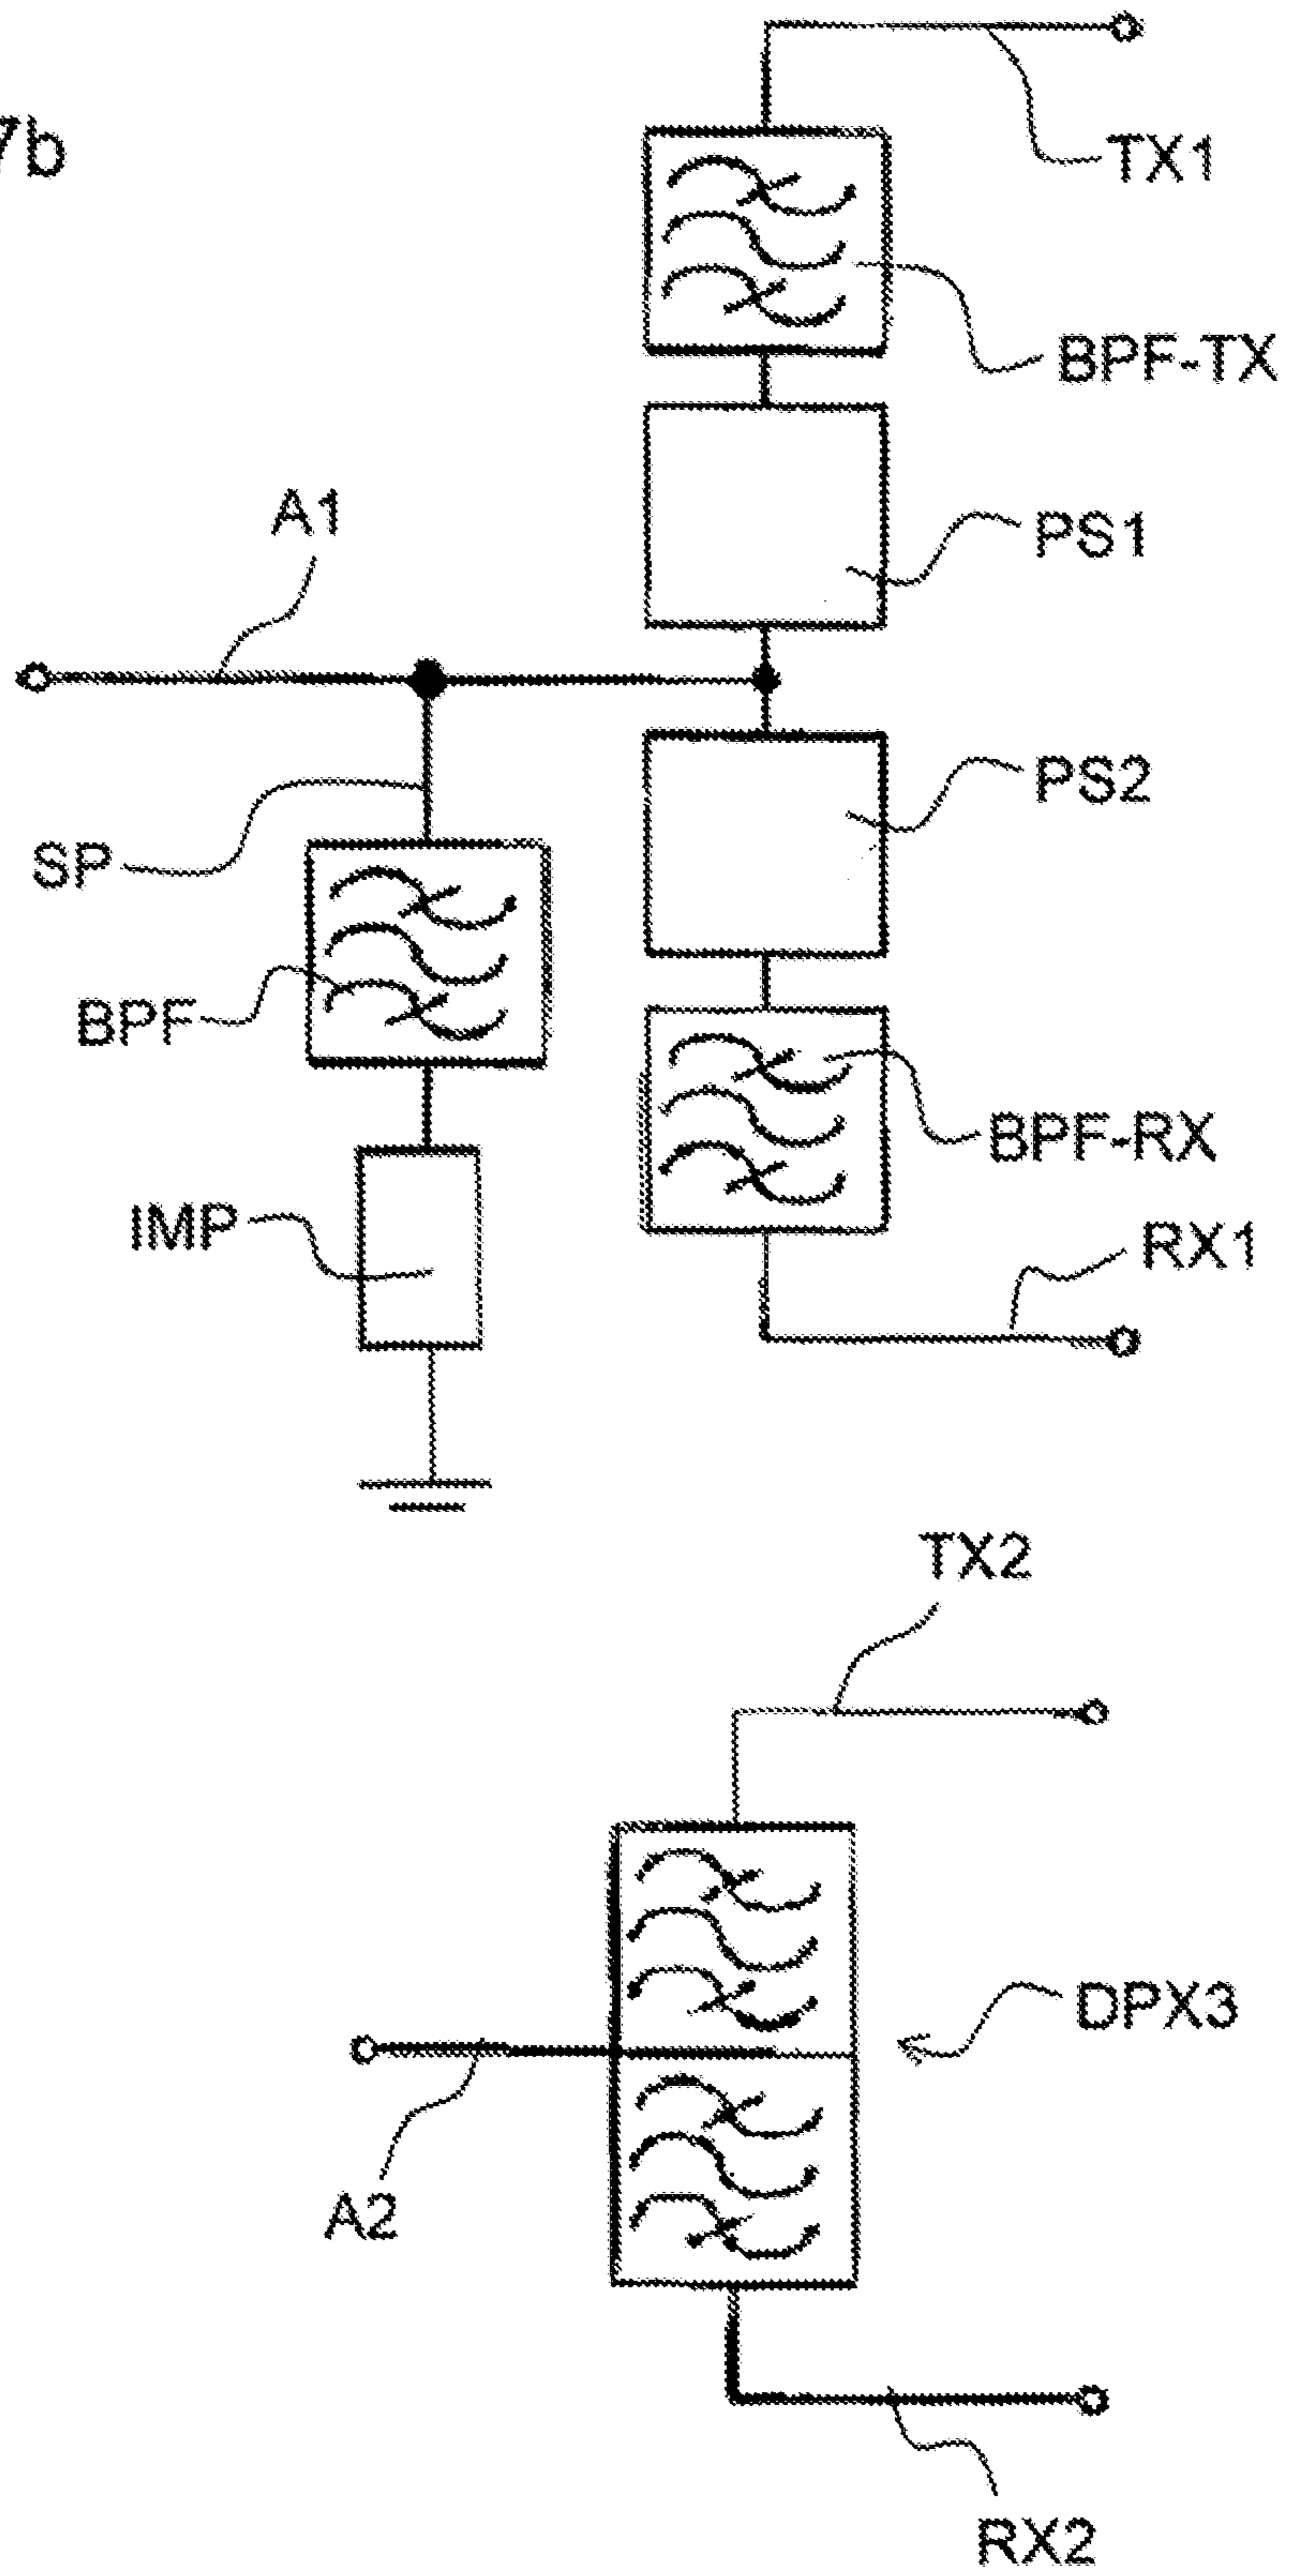 7b
TX1
BPF-TX
A1
PS1
PS2
SP
BPF
BPF-RX
IMP
RX1
TX2
DPX3
A2
RX2